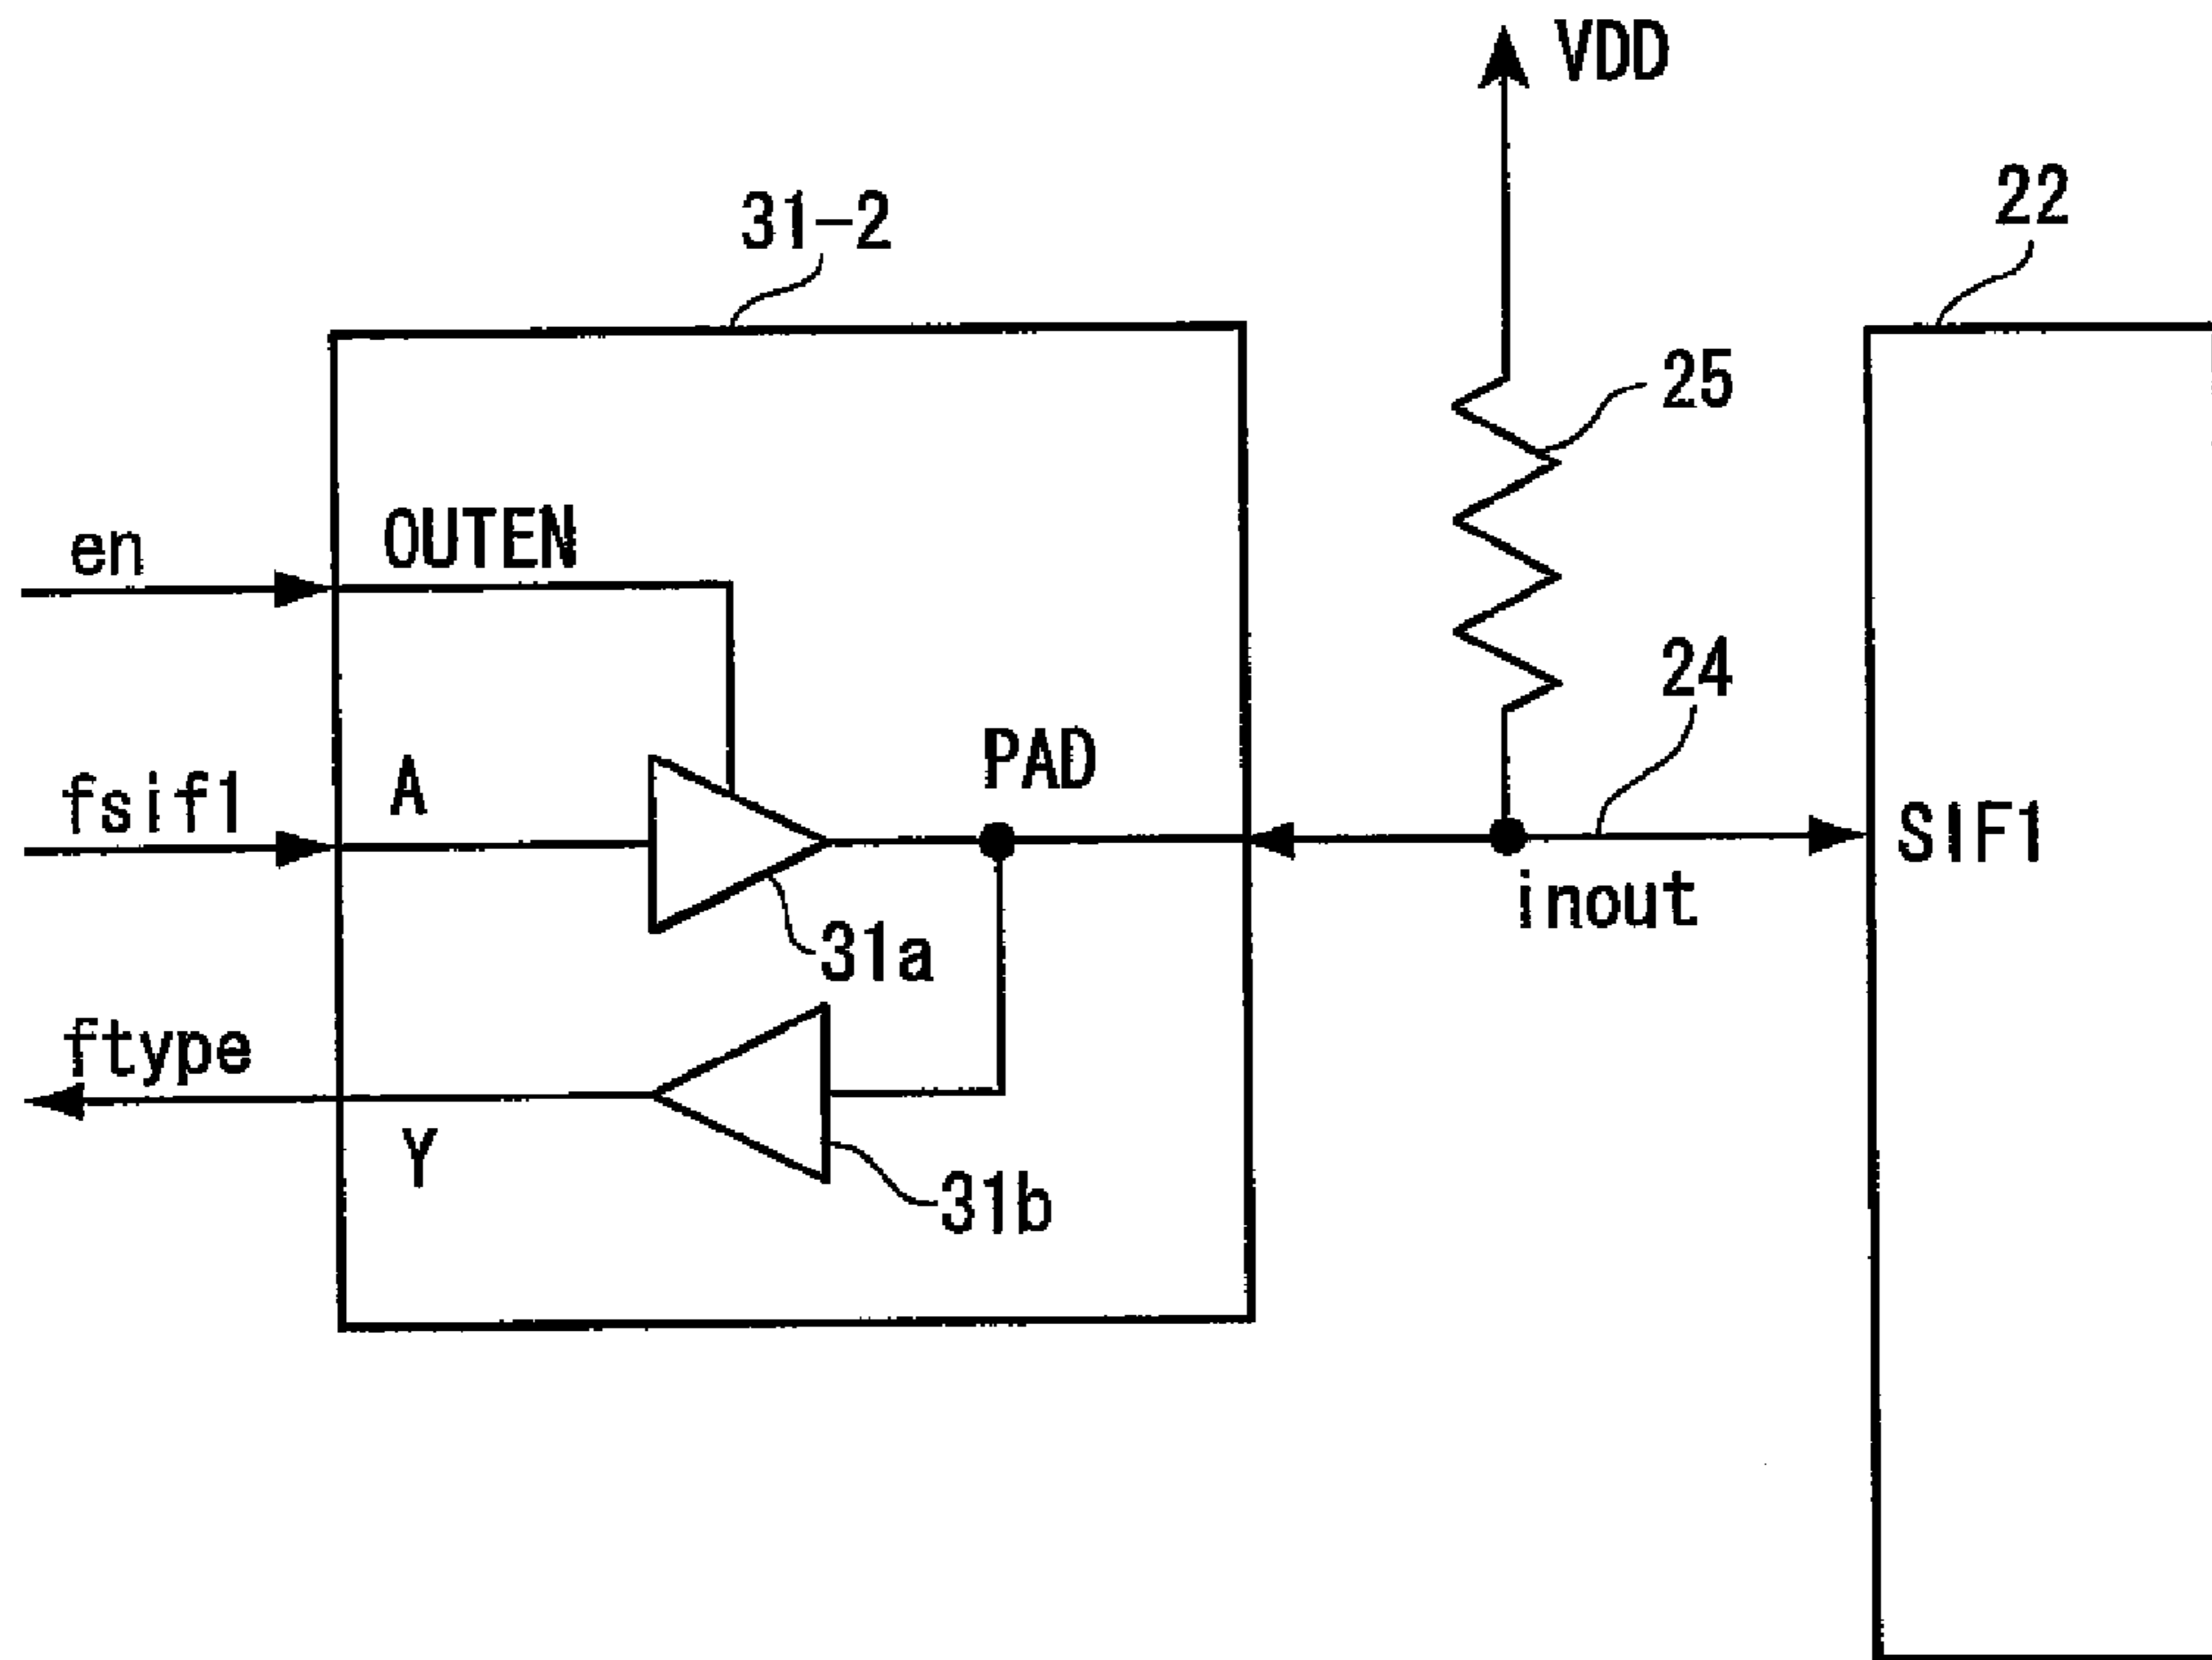 VDD
31-2
22
25
en
OUTEN
24
PAD
fsif1
A
SIF1
inout
31a
ftype
Y
31b